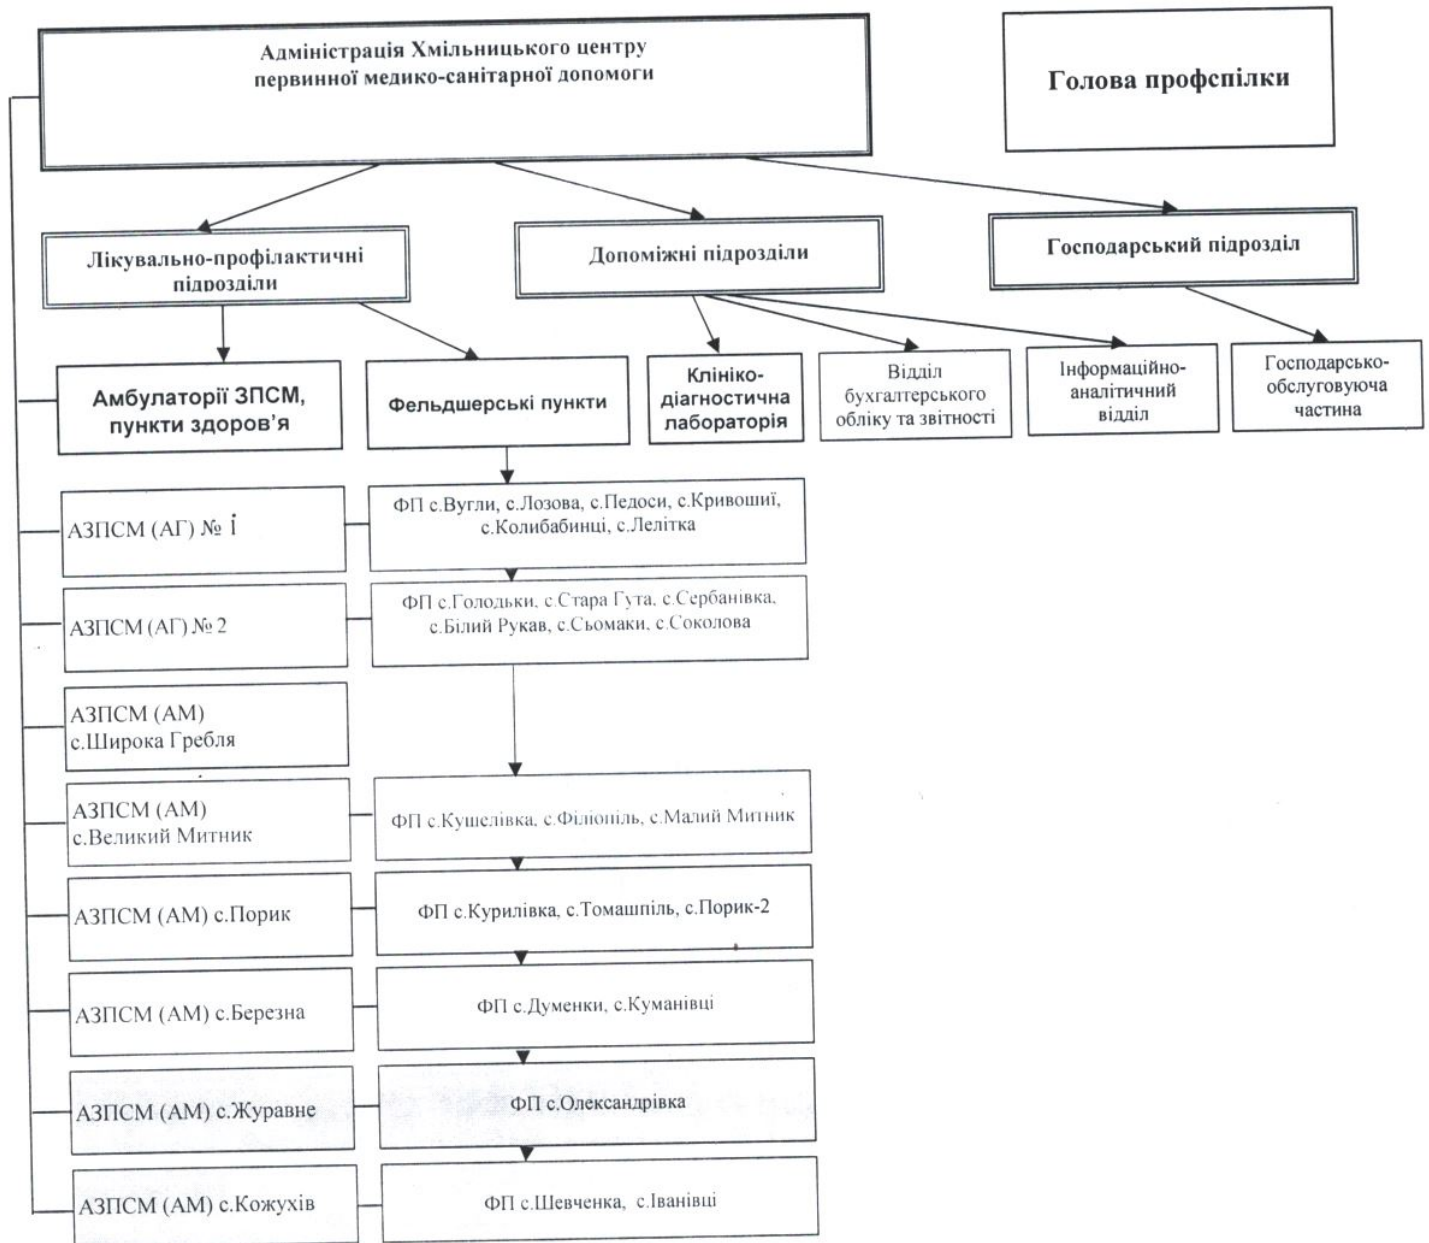 Адміністрація Хмільницького центру
первинної медико-санітарної допомоги
Голова профспілки
Лікувально-профілактичні
підрозділи
Допоміжні підрозділи
Господарський підрозділ
Амбулаторії ЗПСМ,
пункти здоров’я
Фельдшерські пункти
Клініко-
діагностична
лабораторія
Відділ
бухгалтерського
обліку та звітності
Інформаційно-
аналітичний
відділ
Господарсько-
обслуговуюча
частина
АЗПСМ (АГ) № і
ФП с.Вугли, с.Лозова, с.Педоси, с.Кривошиї,
с.Колибабинці, с.Лелітка
АЗПСМ (АГ) № 2
ФП с.Голодьки, с.Стара Гута, с.Сербанівка,
с.Білий Рукав, с.Сьомаки, с.Соколова
АЗПСМ (АМ)
с.Широка Гребля
АЗПСМ (АМ)
с.Великий Митник
ФП с.Кушелівка, с.Філіопіль, с.Малий Митник
АЗПСМ (АМ) с.Порик
ФП с.Курилівка, с.Томашпіль, с.Порик-2
АЗПСМ (АМ) с.Березна
ФП с.Думенки, с.Куманівці
АЗПСМ (АМ) с.Журавне
ФП с.Олександрівка
АЗПСМ (АМ) с.Кожухів
ФП с.Шевченка, с.Іванівці